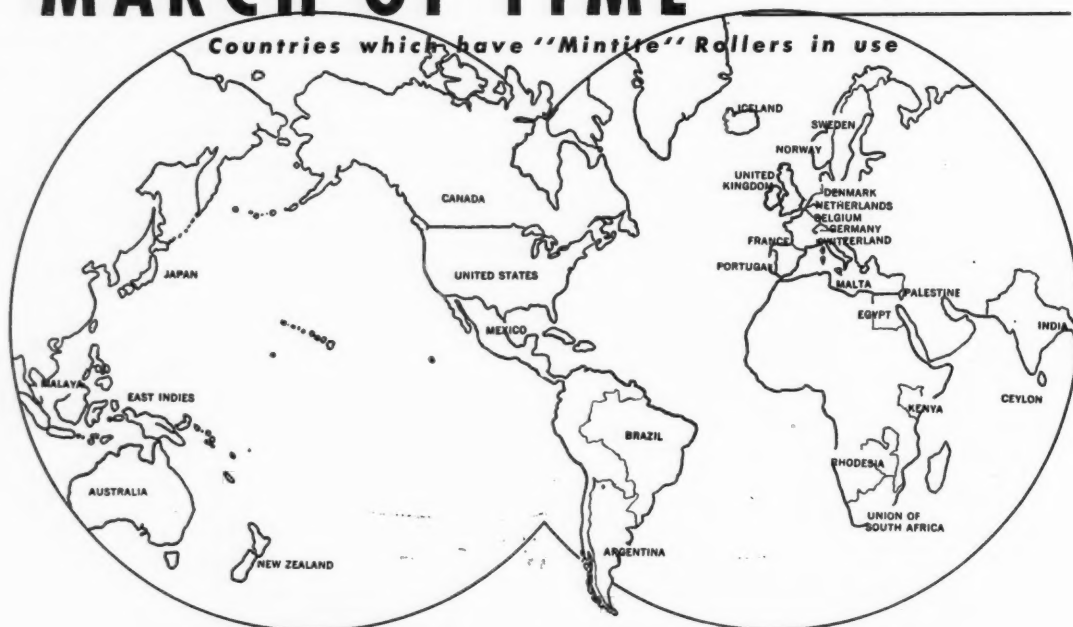 MARCH OF TIME
Countries which have "Mintite" Rollers in use
ICELAND
SWEDEN
NORWAY
UNITED
KINGDOM
DENMARK
NETHERLANDS
BELGIUM
GERMANY
SWITZERLAND
FRANCE
PORTUGAL
MALTA
PALESTINE
EGYPT
INDIA
CEYLON
KENYA
RHODESIA
UNION OF
SOUTH AFRICA
CANADA
UNITED STATES
MEXICO
BRAZIL
ARGENTINA
JAPAN
MALAYA
EAST INDIES
AUSTRALIA
NEW ZEALAND